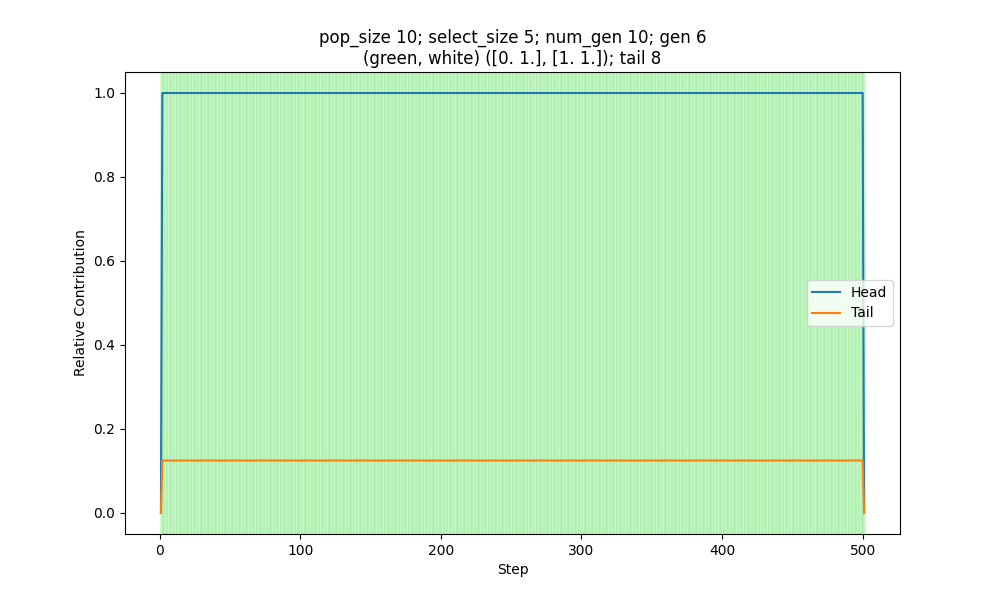 pop_size 10; select_size 5; num_gen 10; gen 6
(green, white) ([0. 1.], [1. 1.]); tail 8
1.0
0.8
0.6
0.4
0.2
0.0
Relative Contribution
Head
Tail
0 100 200 300 400 500
Step